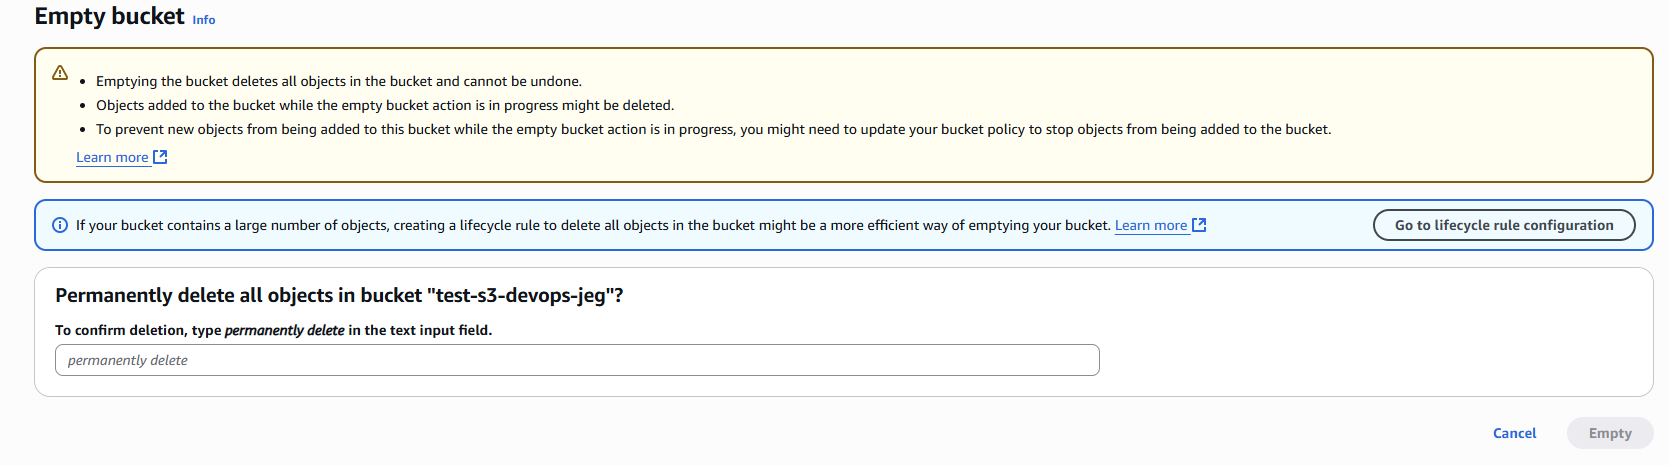 Empty bucket Info
Emptying the bucket deletes all objects in the bucket and cannot be undone.
Objects added to the bucket while the empty bucket action is in progress might be deleted.
To prevent new objects from being added to this bucket while the empty bucket action is in progress, you might need to update your bucket policy to stop objects from being added to the bucket.
Learn more
If your bucket contains a large number of objects, creating a lifecycle rule to delete all objects in the bucket might be a more efficient way of emptying your bucket. Learn more Go to lifecycle rule configuration
Permanently delete all objects in bucket "test-s3-devops-jeg"?
To confirm deletion, type permanently delete in the text input field.
permanently delete
Cancel Empty